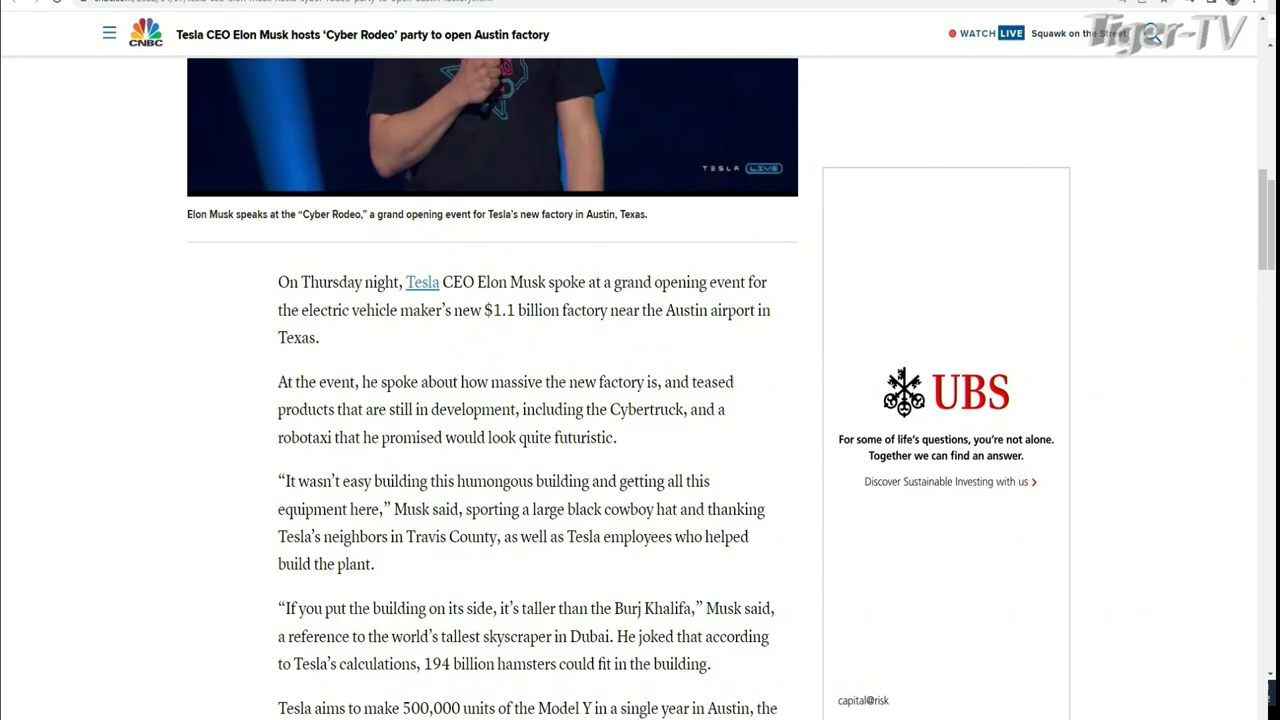 CNBC
Tesla CEO Elon Musk hosts ‘Cyber Rodeo’ party to open Austin factory
WATCH LIVE
Squawk on the Street
Tiger-TV
TESLA LIVE
Elon Musk speaks at the “Cyber Rodeo,” a grand opening event for Tesla’s new factory in Austin, Texas.
On Thursday night, Tesla CEO Elon Musk spoke at a grand opening event for
the electric vehicle maker’s new $1.1 billion factory near the Austin airport in
Texas.
At the event, he spoke about how massive the new factory is, and teased
products that are still in development, including the Cybertruck, and a
robotaxi that he promised would look quite futuristic.
“It wasn’t easy building this humongous building and getting all this
equipment here,” Musk said, sporting a large black cowboy hat and thanking
Tesla’s neighbors in Travis County, as well as Tesla employees who helped
build the plant.
“If you put the building on its side, it’s taller than the Burj Khalifa,” Musk said,
a reference to the world’s tallest skyscraper in Dubai. He joked that according
to Tesla’s calculations, 194 billion hamsters could fit in the building.
Tesla aims to make 500,000 units of the Model Y in a single year in Austin, the
UBS
For some of life’s questions, you’re not alone.
Together we can find an answer.
Discover Sustainable Investing with us
capital@risk